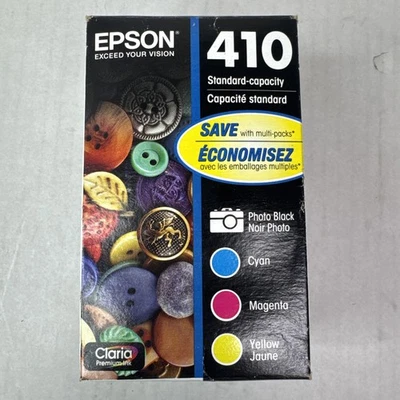 EPSON®
EXCEED YOUR VISION
410
Standard-capacity
Capacité standard
SAVE with multi-packs*
ÉCONOMISEZ
avec les emballages multiples*
Photo Black
Noir Photo
Cyan
Magenta
Yellow
Jaune
Claria
Premium Ink